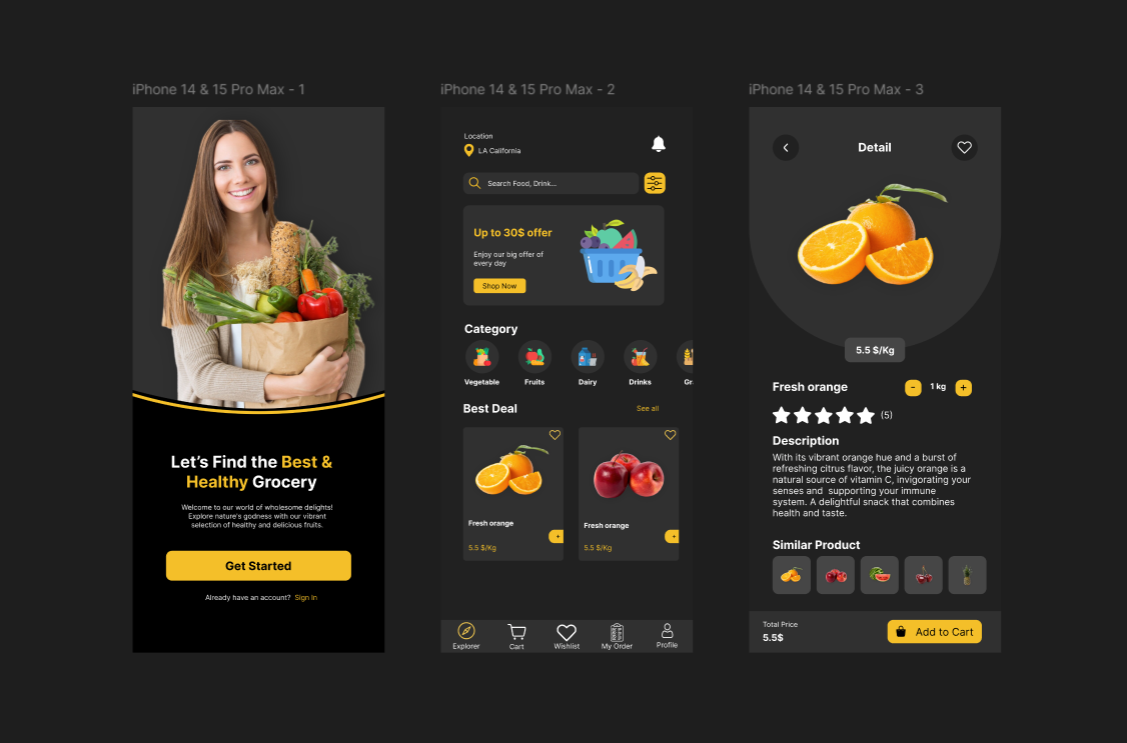 iPhone 14 & 15 Pro Max - 1
Let's Find the Best &
Healthy Grocery
Welcome to our world of wholesome delights!
Explore nature's godness with our vibrant
selection of healthy and delicious fruits.
Get Started
Already have an account? Sign in
iPhone 14 & 15 Pro Max - 2
Location
LA California
Search Food, Drink...
Up to 30$ offer
Enjoy our big offer of
every day
Shop Now
Category
Vegetable
Fruits
Dairy
Drinks
Gr
Best Deal
See all
Fresh orange
5.5 $/Kg
+
Fresh orange
5.5 $/Kg
+
Explorer
Cart
Wishlist
My Order
Profile
iPhone 14 & 15 Pro Max - 3
Detail
5.5 $/Kg
Fresh orange
- 1 kg +
(5)
Description
With its vibrant orange hue and a burst of
refreshing citrus flavor, the juicy orange is a
natural source of vitamin C, invigorating your
senses and supporting your immune
system. A delightful snack that combines
health and taste.
Similar Product
Total Price
5.5$
Add to Cart